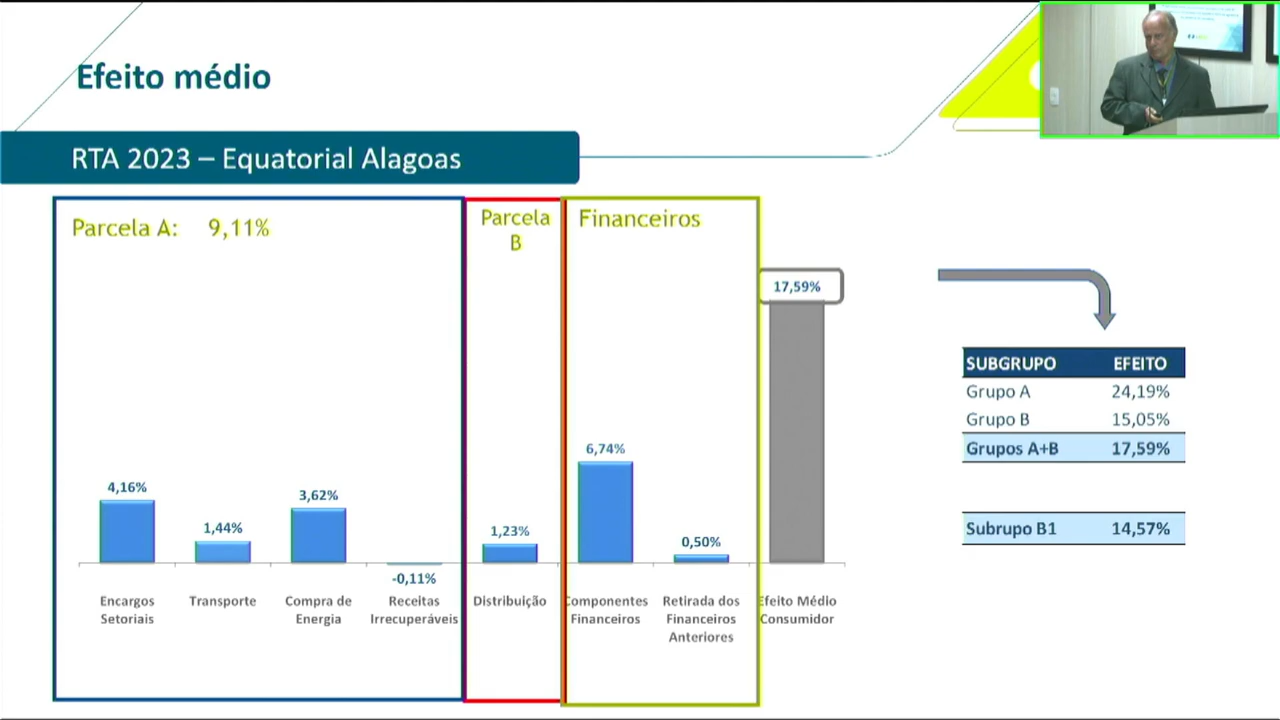 Efeito médio
RTA 2023 – Equatorial Alagoas
Parcela A: 9,11%
Parcela
B
Financeiros
17,59%
4,16%
1,44%
3,62%
-0,11%
1,23%
6,74%
0,50%
Encargos
Setoriais
Transporte
Compra de
Energia
Receitas
Irrecuperáveis
Distribuição
Componentes
Financeiros
Retirada dos
Financeiros
Anteriores
Efeito Médio
Consumidor
SUBGRUPO EFEITO
Grupo A 24,19%
Grupo B 15,05%
Grupos A+B 17,59%
Subrupo B1 14,57%